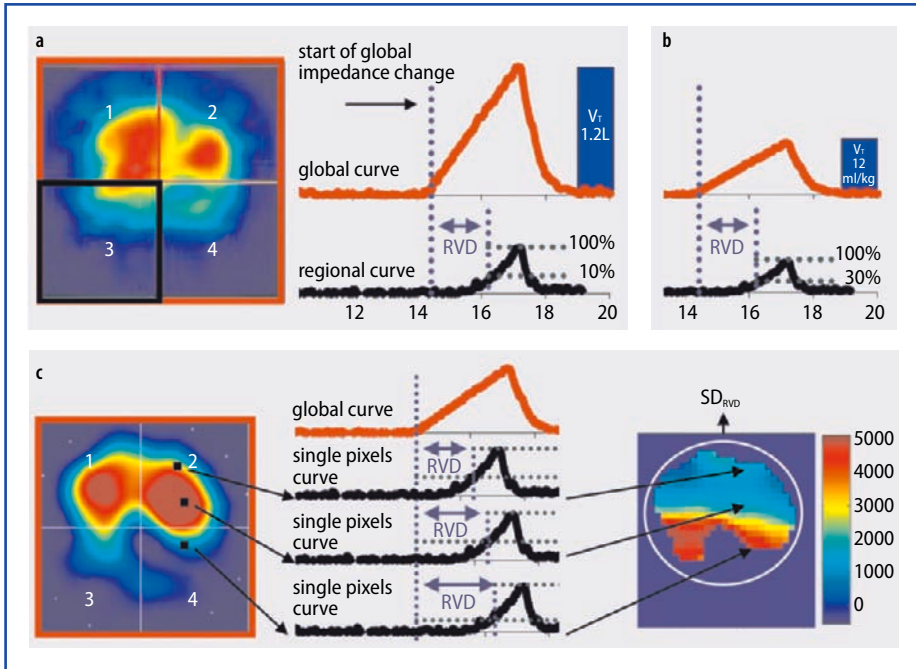 a
1
2
3
4
start of global
impedance change
global curve
V_T
1.2L
RVD
100%
regional curve
10%
12
14
16
18
20
b
V_T
12
ml/kg
RVD
100%
30%
14
16
18
20
c
1
2
3
4
global curve
single pixels
curve
RVD
single pixels
curve
RVD
single pixels
curve
RVD
SD_RVD
5000
4000
3000
2000
1000
0